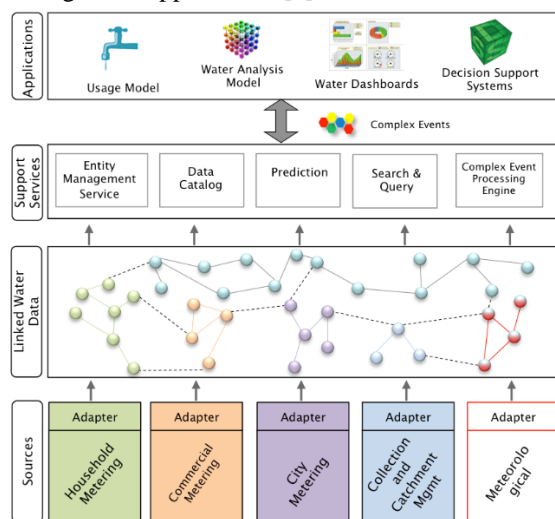 Applications
Usage Model
Water Analysis
Model
Water Dashboards
Decision Support
Systems
Complex Events
Support
Services
Entity
Management
Service
Data
Catalog
Prediction
Search &
Query
Complex Event
Processing
Engine
Linked Water
Data
Sources
Adapter
Household
Metering
Adapter
Commercial
Metering
Adapter
City
Metering
Adapter
Collection
and
Catchment
Mgmt
Adapter
Meteorolo
gical